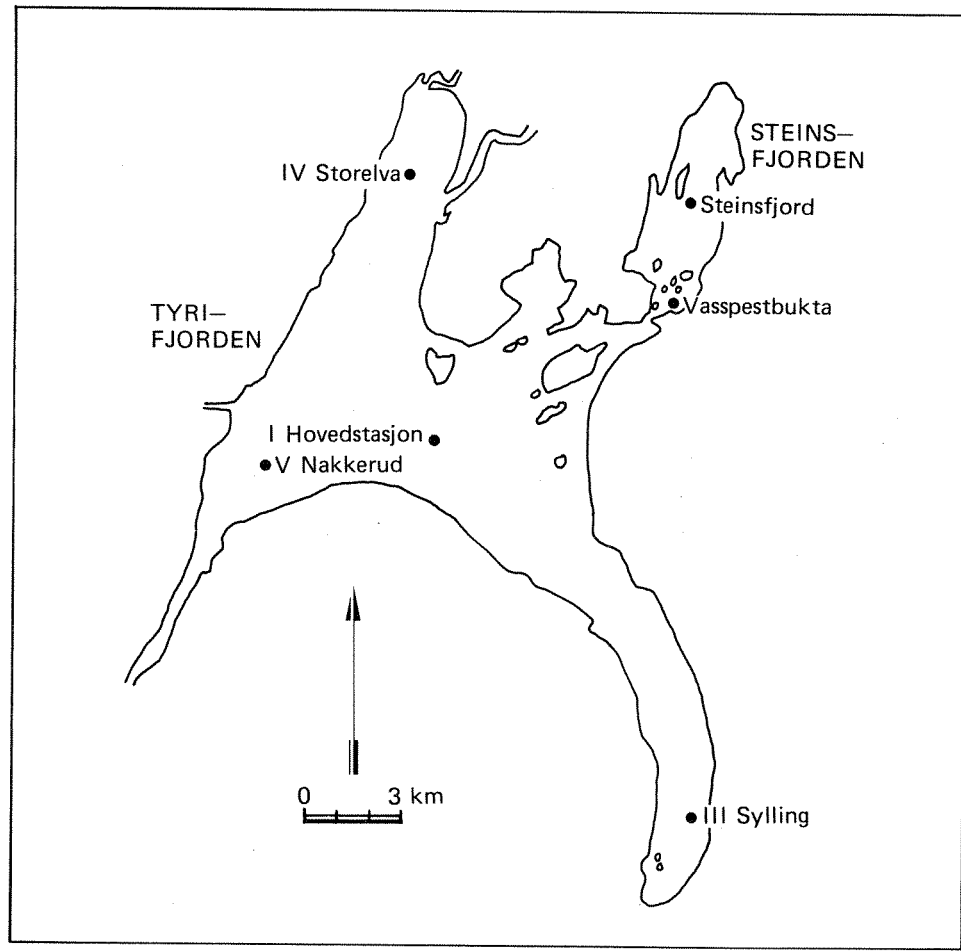 STEINS—
FJORDEN
IV Storelva
Steinsfjord
Vasspestbukta
TYRI—
FJORDEN
I Hovedstasjon
V Nakkerud
0 3 km
III Sylling